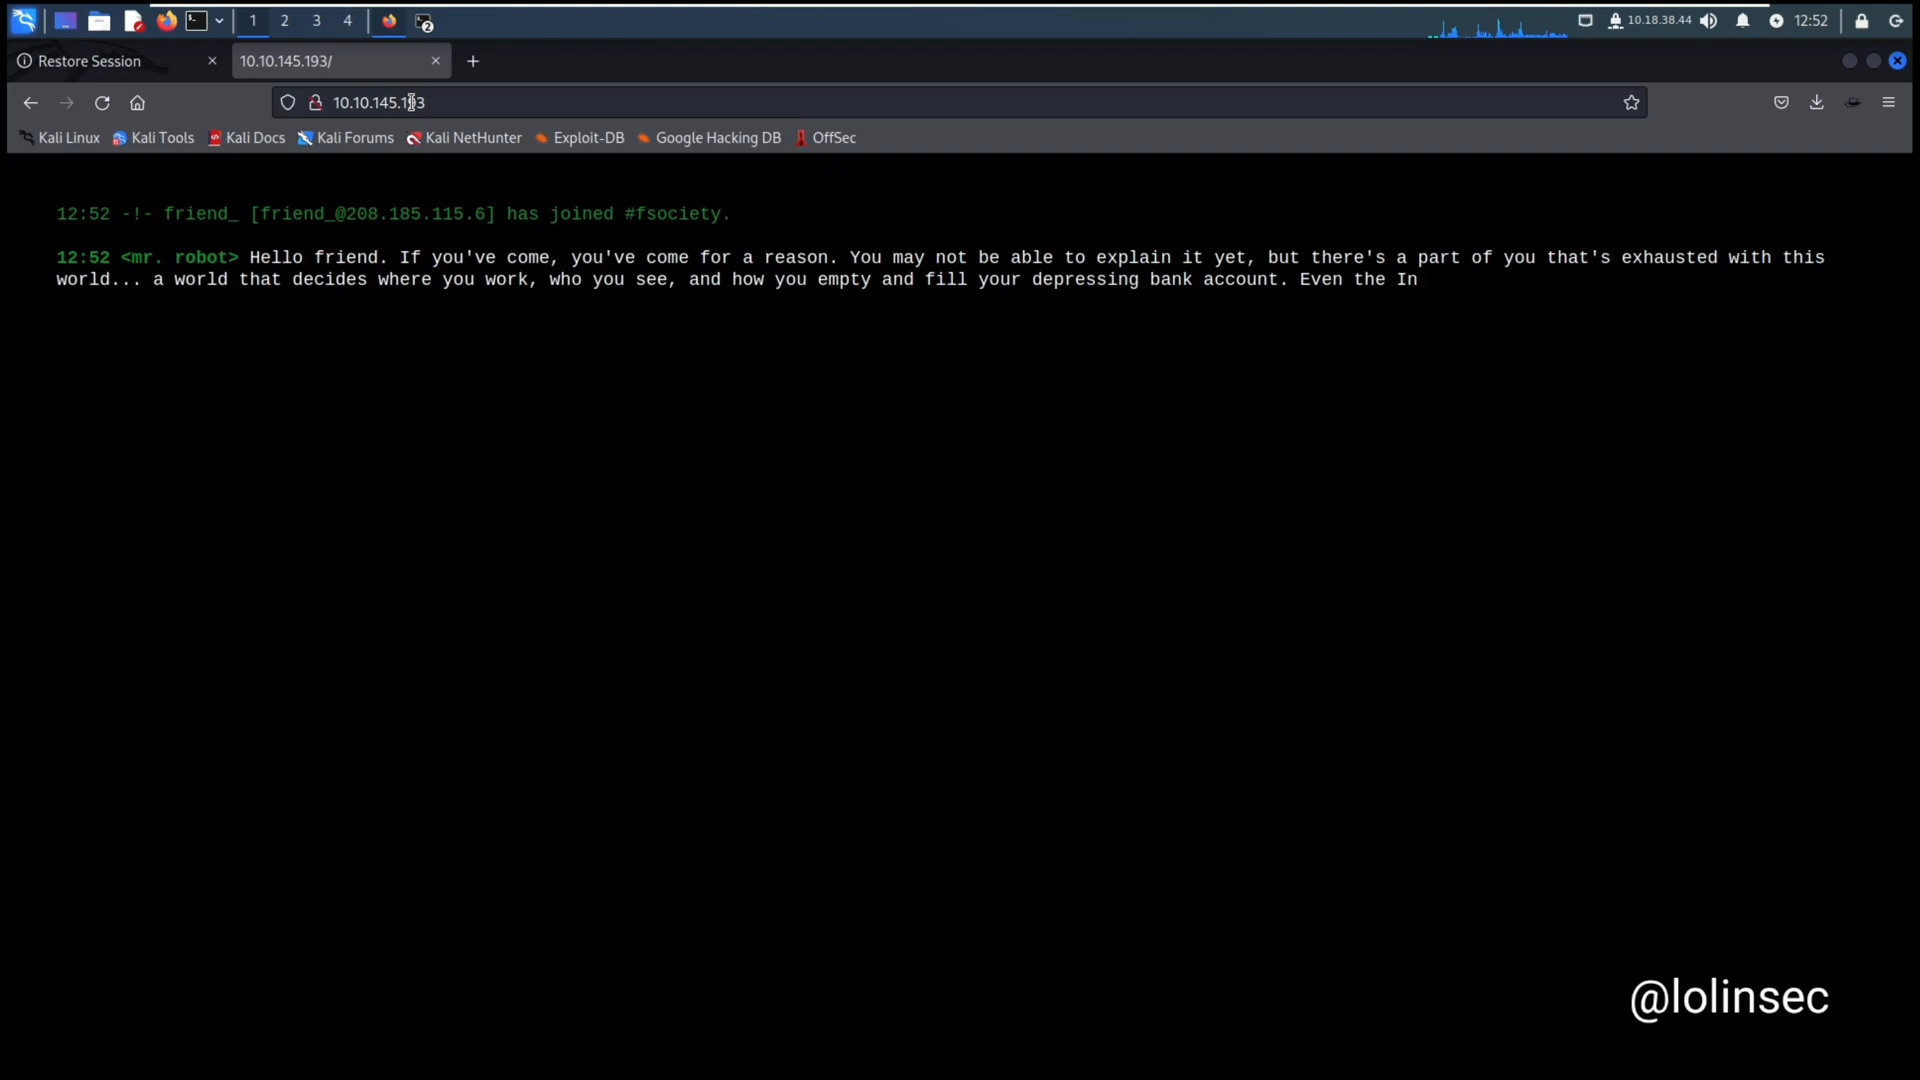 1 2 3 4 2 10.18.38.44 12:52
Restore Session 10.10.145.193/
10.10.145.193
Kali Linux Kali Tools Kali Docs Kali Forums Kali NetHunter Exploit-DB Google Hacking DB OffSec
12:52 -!- friend_ [friend_@208.185.115.6] has joined #fsociety.
12:52 <mr. robot> Hello friend. If you've come, you've come for a reason. You may not be able to explain it yet, but there's a part of you that's exhausted with this
world... a world that decides where you work, who you see, and how you empty and fill your depressing bank account. Even the In
@lolinsec